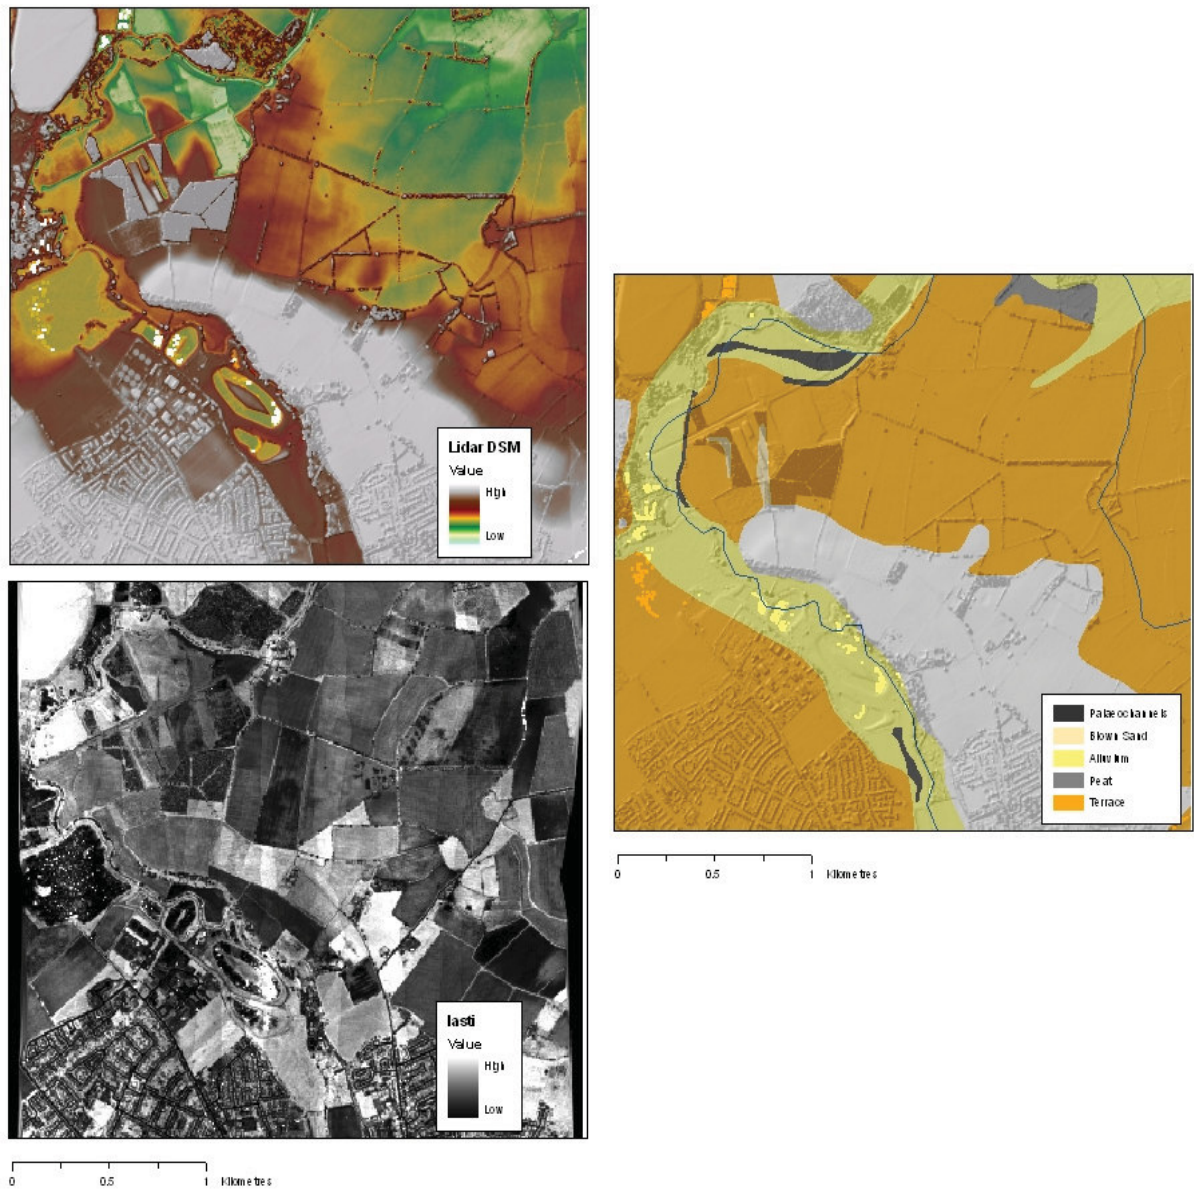 Lidar DSM
Value
High
Low
Palaeochannels
Blown Sand
Alluvium
Peat
Terrace
0 0.5 1 Kilometres
lasti
Value
High
Low
0 0.5 1 Kilometres